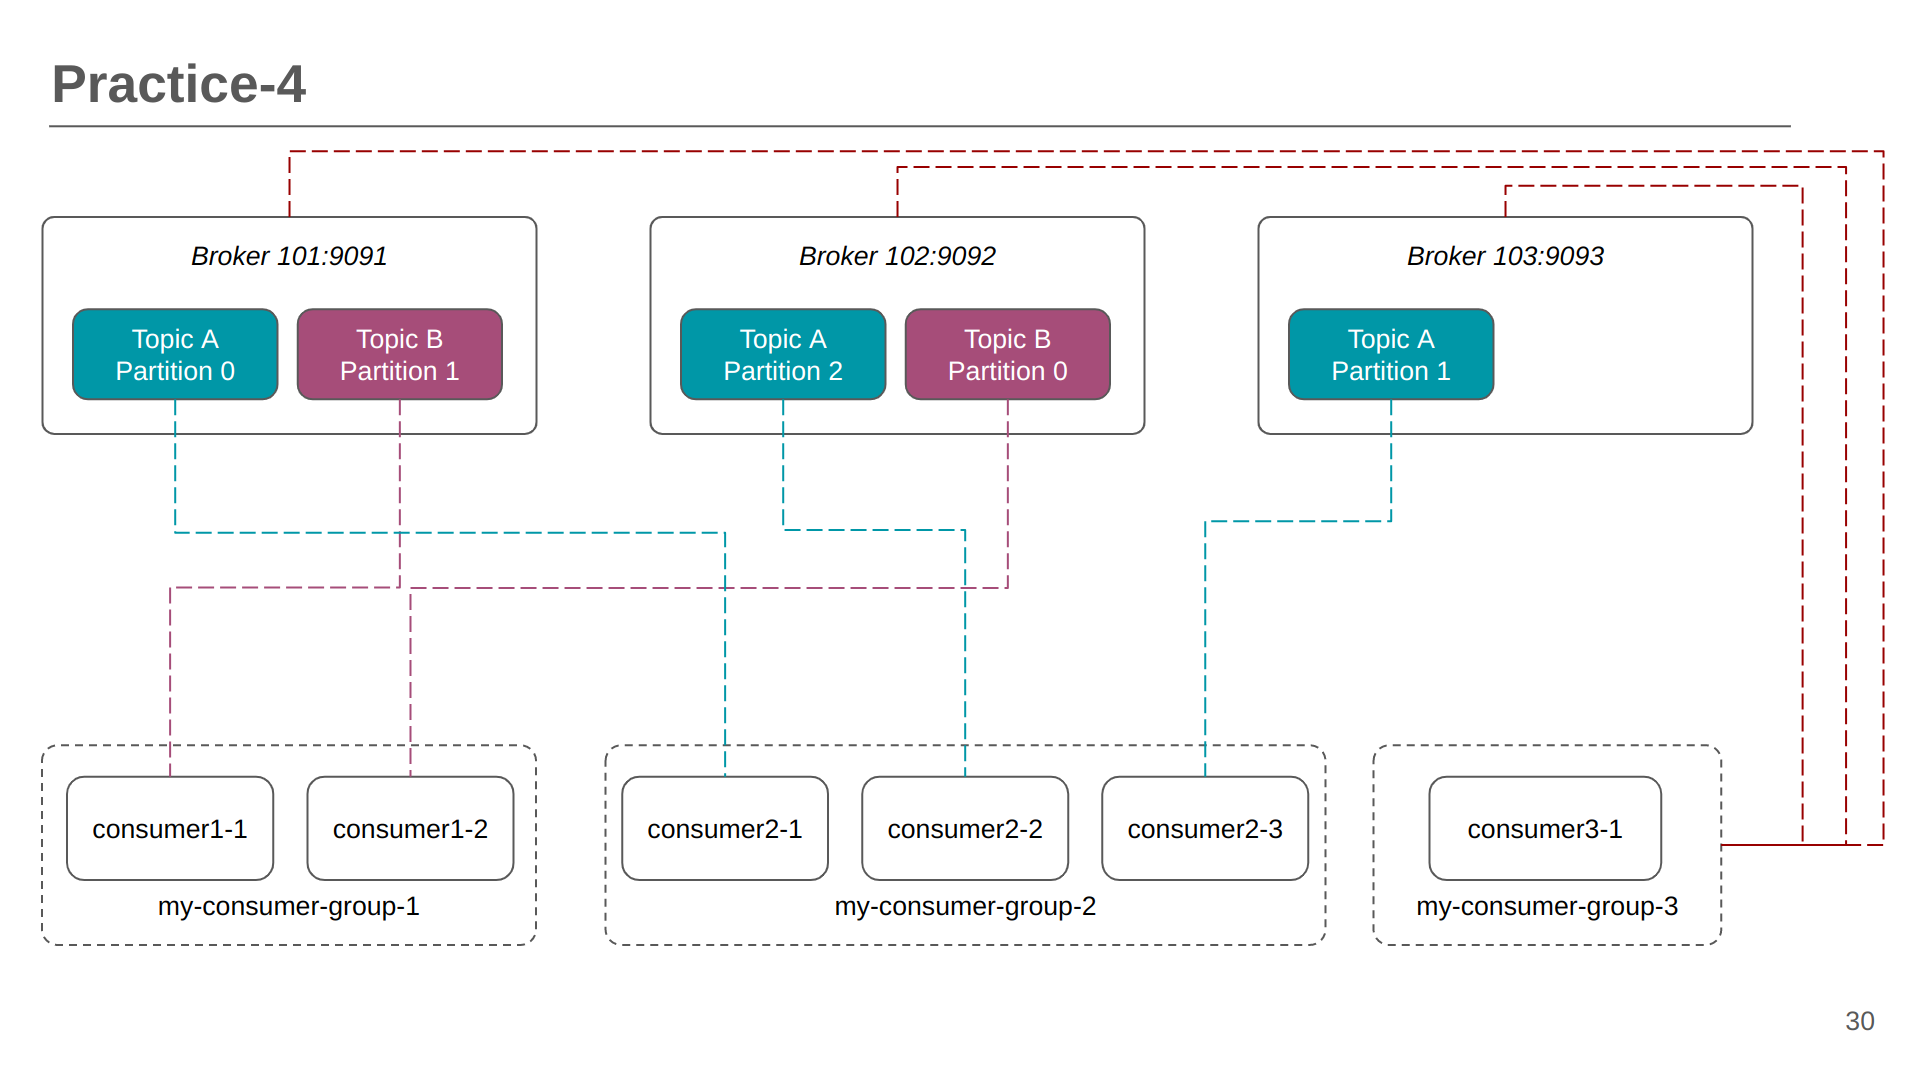 Practice-4
Broker 101:9091
Topic A
Partition 0
Topic B
Partition 1
Broker 102:9092
Topic A
Partition 2
Topic B
Partition 0
Broker 103:9093
Topic A
Partition 1
consumer1-1
consumer1-2
my-consumer-group-1
consumer2-1
consumer2-2
consumer2-3
my-consumer-group-2
consumer3-1
my-consumer-group-3
30